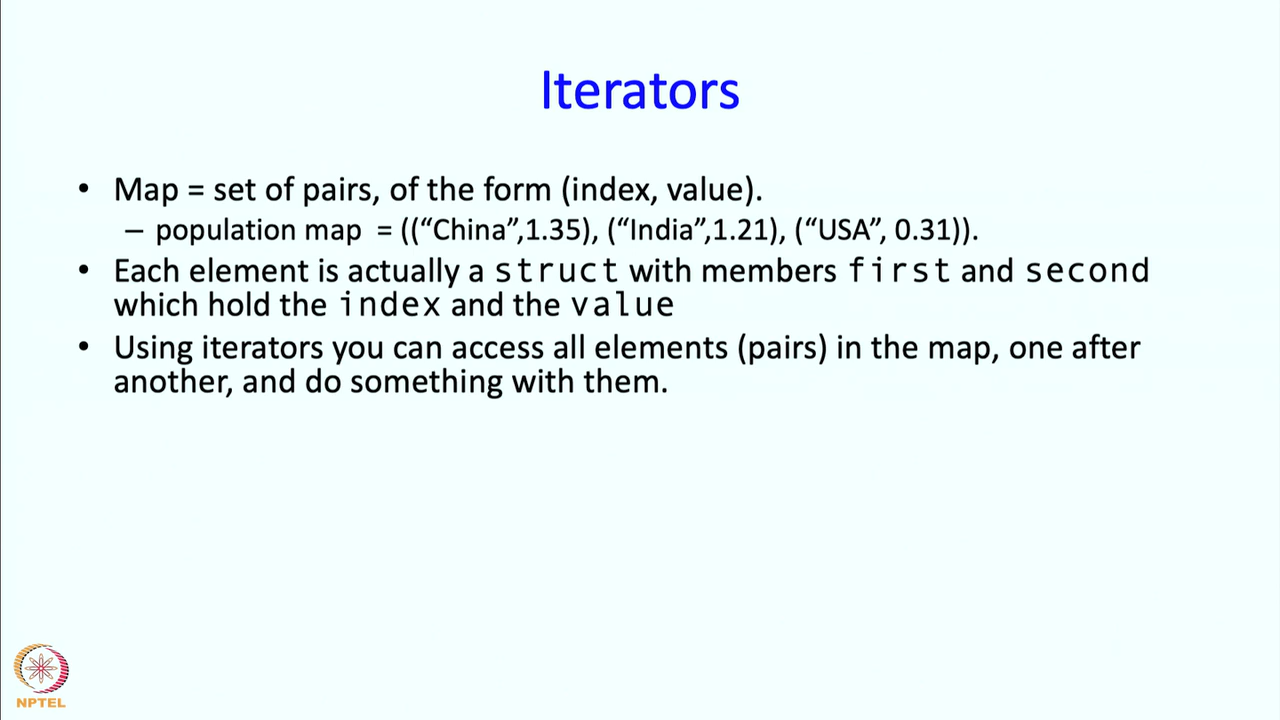 Iterators
• Map = set of pairs, of the form (index, value).
– population map = ((“China”,1.35), (“India”,1.21), (“USA”, 0.31)).
• Each element is actually a struct with members first and second
which hold the index and the value
• Using iterators you can access all elements (pairs) in the map, one after
another, and do something with them.
NPTEL